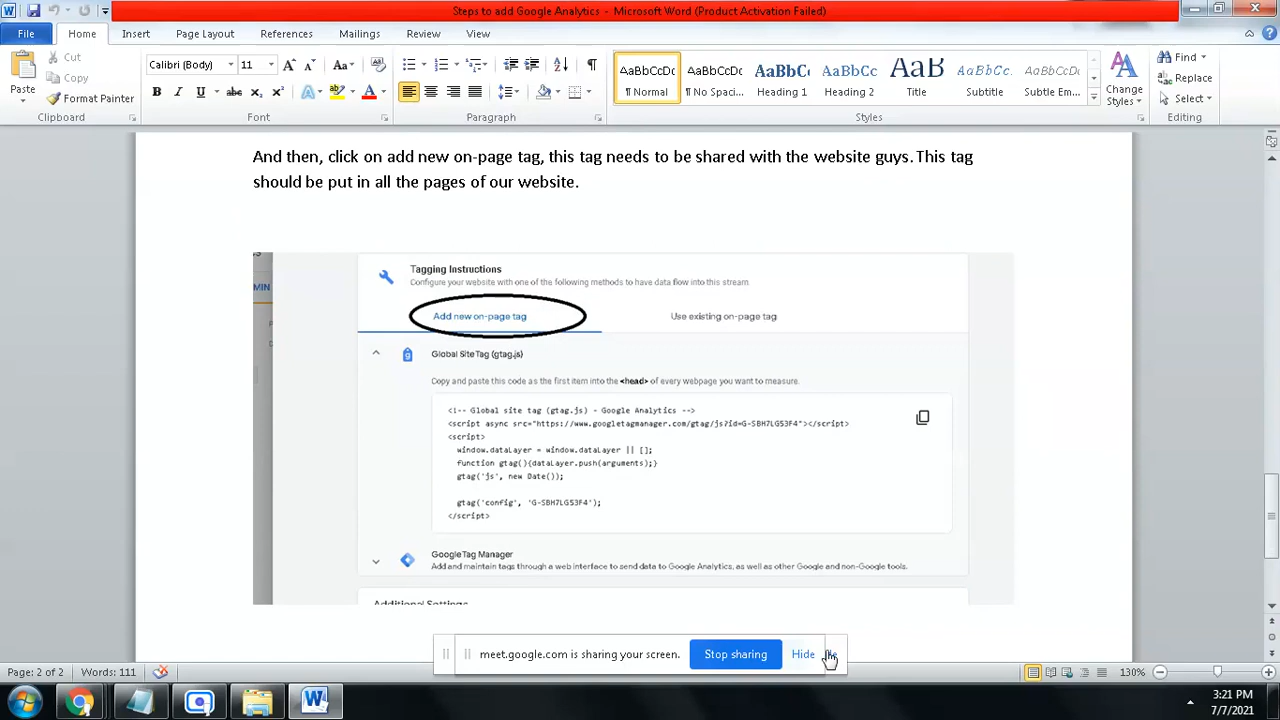 Steps to add Google Analytics - Microsoft Word (Product Activation Failed)
File Home Insert Page Layout References Mailings Review View
Cut
Copy
Paste
Format Painter
Clipboard
Calibri (Body) 11
Font
Paragraph
AaBbCcDc AaBbCcDc AaBbCc AaBbCc AaB AaBbCc. AaBbCcDc
¶ Normal ¶ No Spaci... Heading 1 Heading 2 Title Subtitle Subtle Em...
Styles
Change
Styles
Find
Replace
Select
Editing
And then, click on add new on-page tag, this tag needs to be shared with the website guys. This tag
should be put in all the pages of our website.
MIN
Tagging Instructions
Configure your website with one of the following methods to have data flow into this stream.
Add new on-page tag Use existing on-page tag
Global Site Tag (gtag.js)
Copy and paste this code as the first item into the <head> of every webpage you want to measure.
<!-- Global site tag (gtag.js) - Google Analytics -->
<script async src="https://www.googletagmanager.com/gtag/js?id=G-SBH7LG53F4"></script>
<script>
window.dataLayer = window.dataLayer || [];
function gtag(){dataLayer.push(arguments);}
gtag('js', new Date());
gtag('config', 'G-SBH7LG53F4');
</script>
Google Tag Manager
Add and maintain tags through a web interface to send data to Google Analytics, as well as other Google and non-Google tools.
Additional Settings
meet.google.com is sharing your screen. Stop sharing Hide
Page: 2 of 2 Words: 111 130%
3:21 PM
7/7/2021